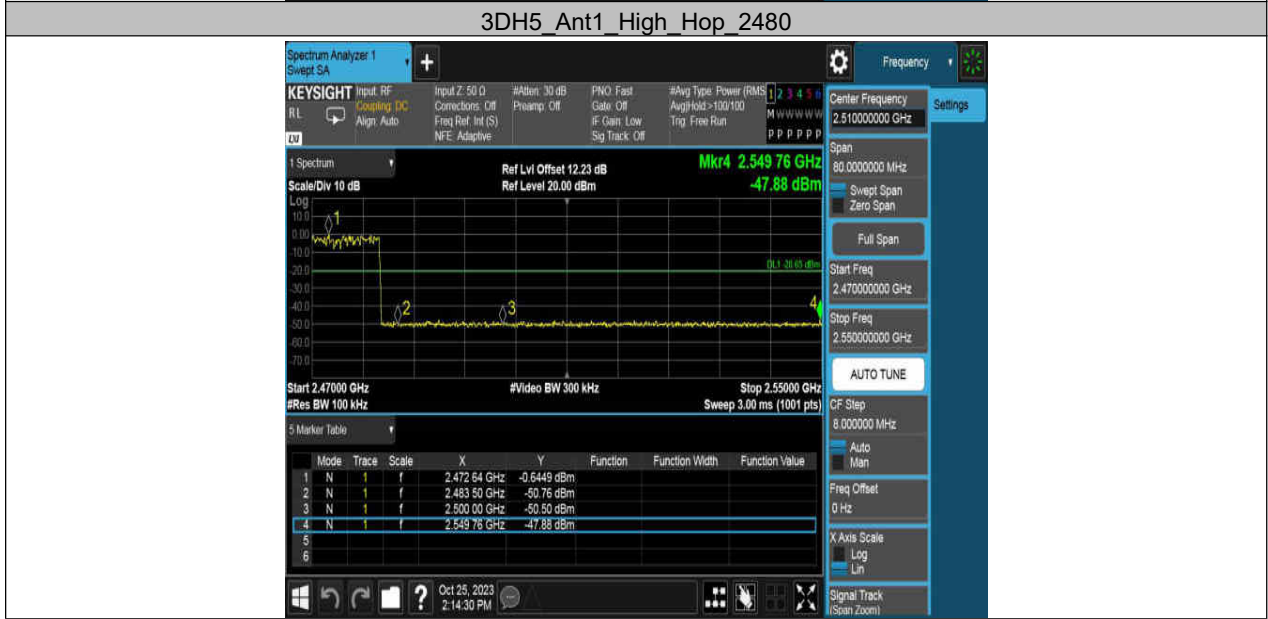 3DH5_Ant1_High_Hop_2480
Spectrum Analyzer 1
Swept SA
+
Frequency
KEYSIGHT
RL
LXI
Input: RF
Coupling: DC
Align: Auto
Input Z: 50 Ω
Corrections: Off
Freq Ref: Int (S)
NFE: Adaptive
#Atten: 30 dB
Preamp: Off
PNO: Fast
Gate: Off
IF Gain: Low
Sig Track: Off
#Avg Type: Power (RMS
Avg|Hold:>100/100
Trig: Free Run
1 2 3 4 5 6
M W W W W W
P P P P P P
1 Spectrum
Scale/Div 10 dB
Ref Lvl Offset 12.23 dB
Ref Level 20.00 dBm
Mkr4 2.549 76 GHz
-47.88 dBm
Log
10.0
0.00
-10.0
-20.0
-30.0
-40.0
-50.0
-60.0
-70.0
1
2
3
4
DL1 -20.65 dBm
Start 2.47000 GHz
#Res BW 100 kHz
#Video BW 300 kHz
Stop 2.55000 GHz
Sweep 3.00 ms (1001 pts)
5 Marker Table
Mode Trace Scale X Y Function Function Width Function Value
1 N 1 f 2.472 64 GHz -0.6449 dBm
2 N 1 f 2.483 50 GHz -50.76 dBm
3 N 1 f 2.500 00 GHz -50.50 dBm
4 N 1 f 2.549 76 GHz -47.88 dBm
5
6
?
Oct 25, 2023
2:14:30 PM
Center Frequency
2.510000000 GHz
Settings
Span
80.0000000 MHz
Swept Span
Zero Span
Full Span
Start Freq
2.470000000 GHz
Stop Freq
2.550000000 GHz
AUTO TUNE
CF Step
8.000000 MHz
Auto
Man
Freq Offset
0 Hz
X Axis Scale
Log
Lin
Signal Track
(Span Zoom)